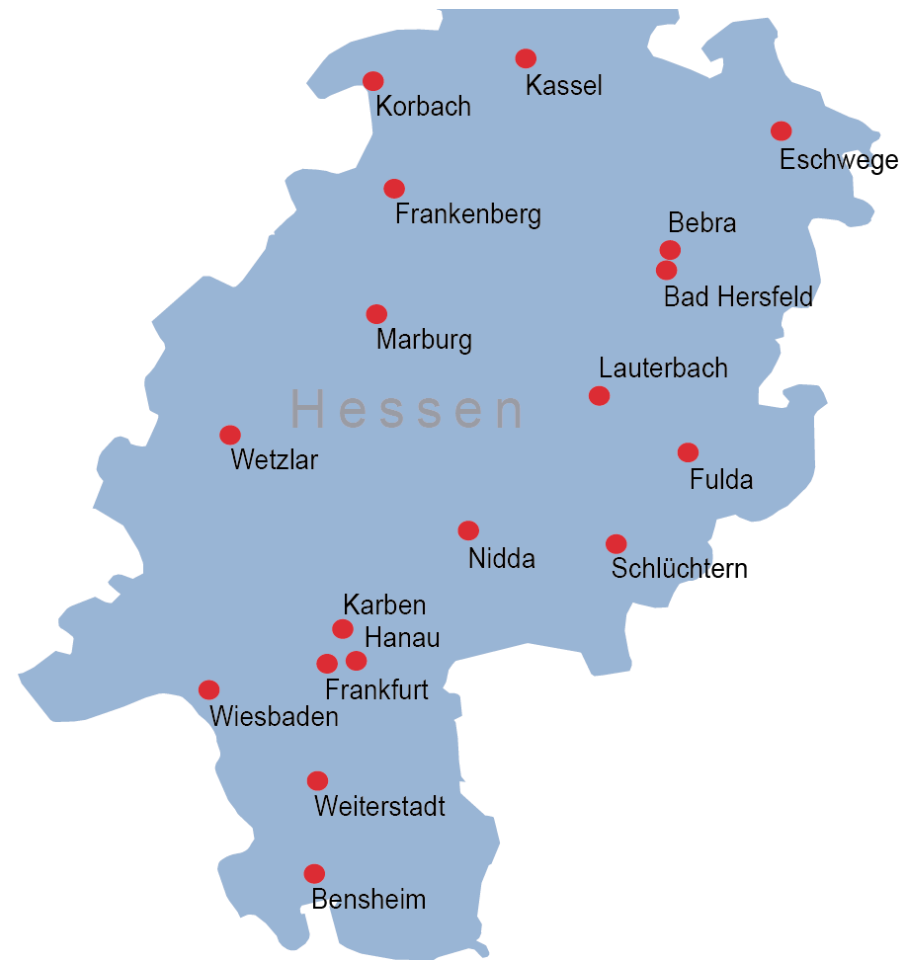 Kassel
Korbach
Eschwege
Frankenberg
Bebra
Bad Hersfeld
Marburg
Lauterbach
Hessen
Wetzlar
Fulda
Nidda
Schlüchtern
Karben
Hanau
Frankfurt
Wiesbaden
Weiterstadt
Bensheim